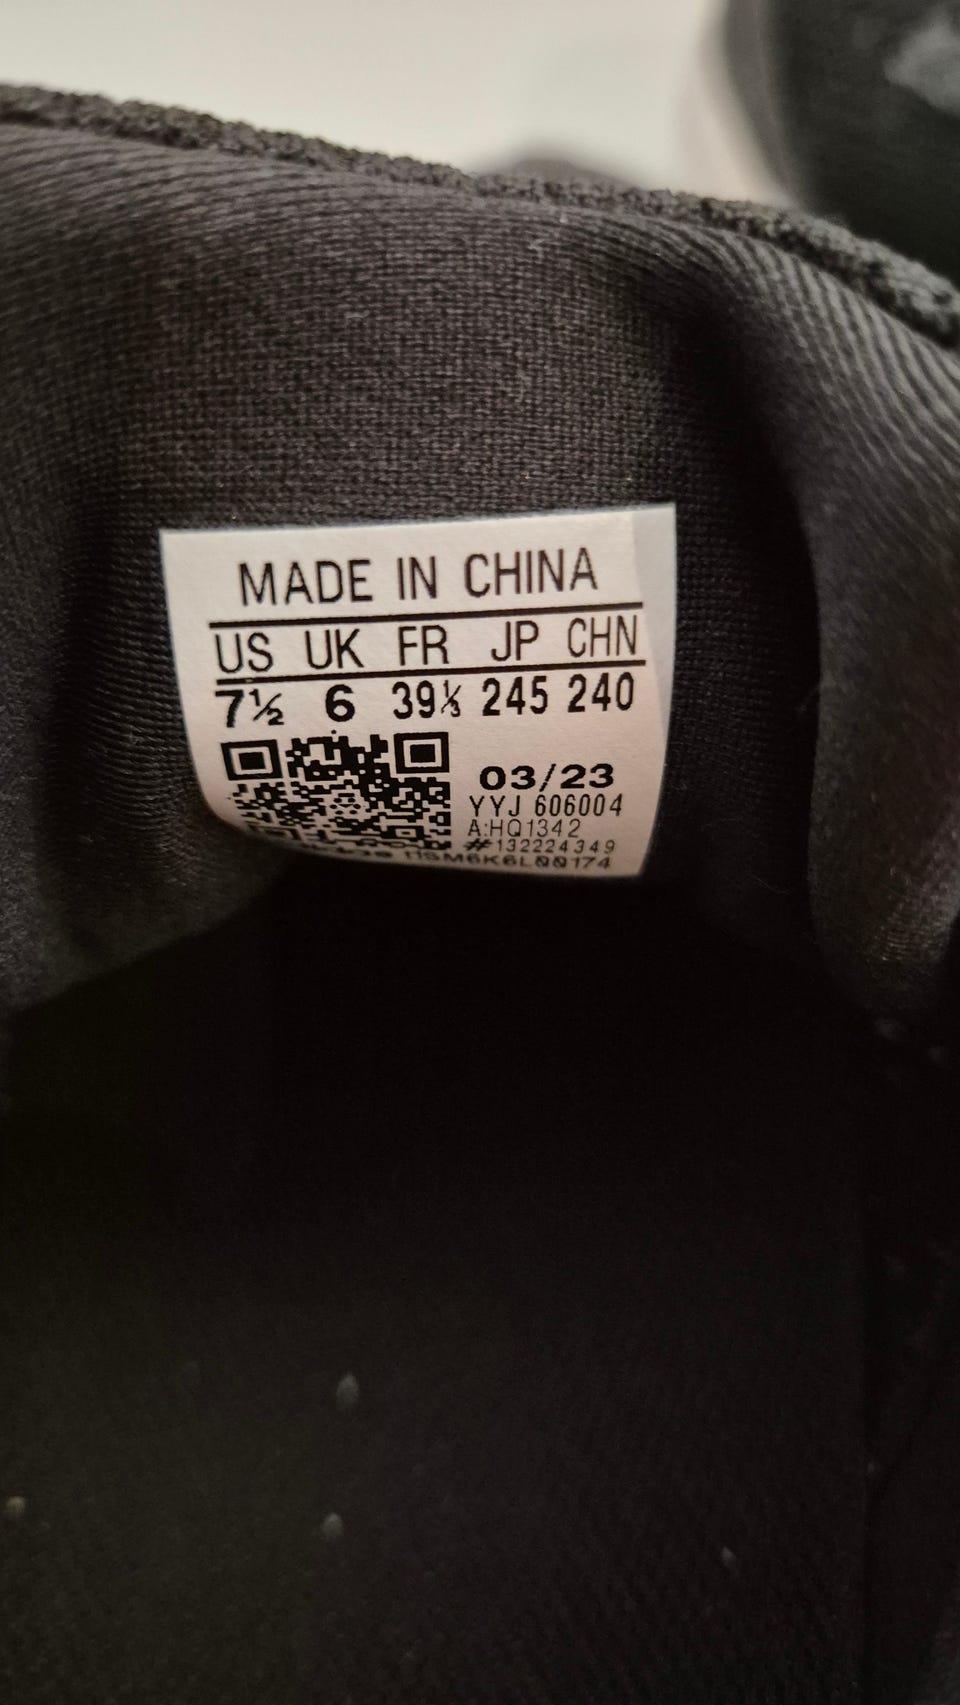 MADE IN CHINA
US UK FR JP CHN
7½ 6 39⅓ 245 240
03/23
YYJ 606004
A:HQ1342
#132224349
11SM6K6L00174